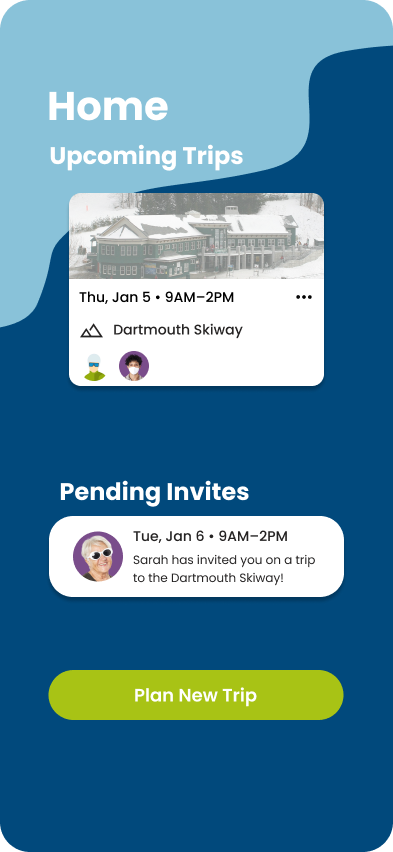 Home
Upcoming Trips
Thu, Jan 5 • 9AM–2PM
Dartmouth Skiway
Pending Invites
Tue, Jan 6 • 9AM–2PM
Sarah has invited you on a trip
to the Dartmouth Skiway!
Plan New Trip